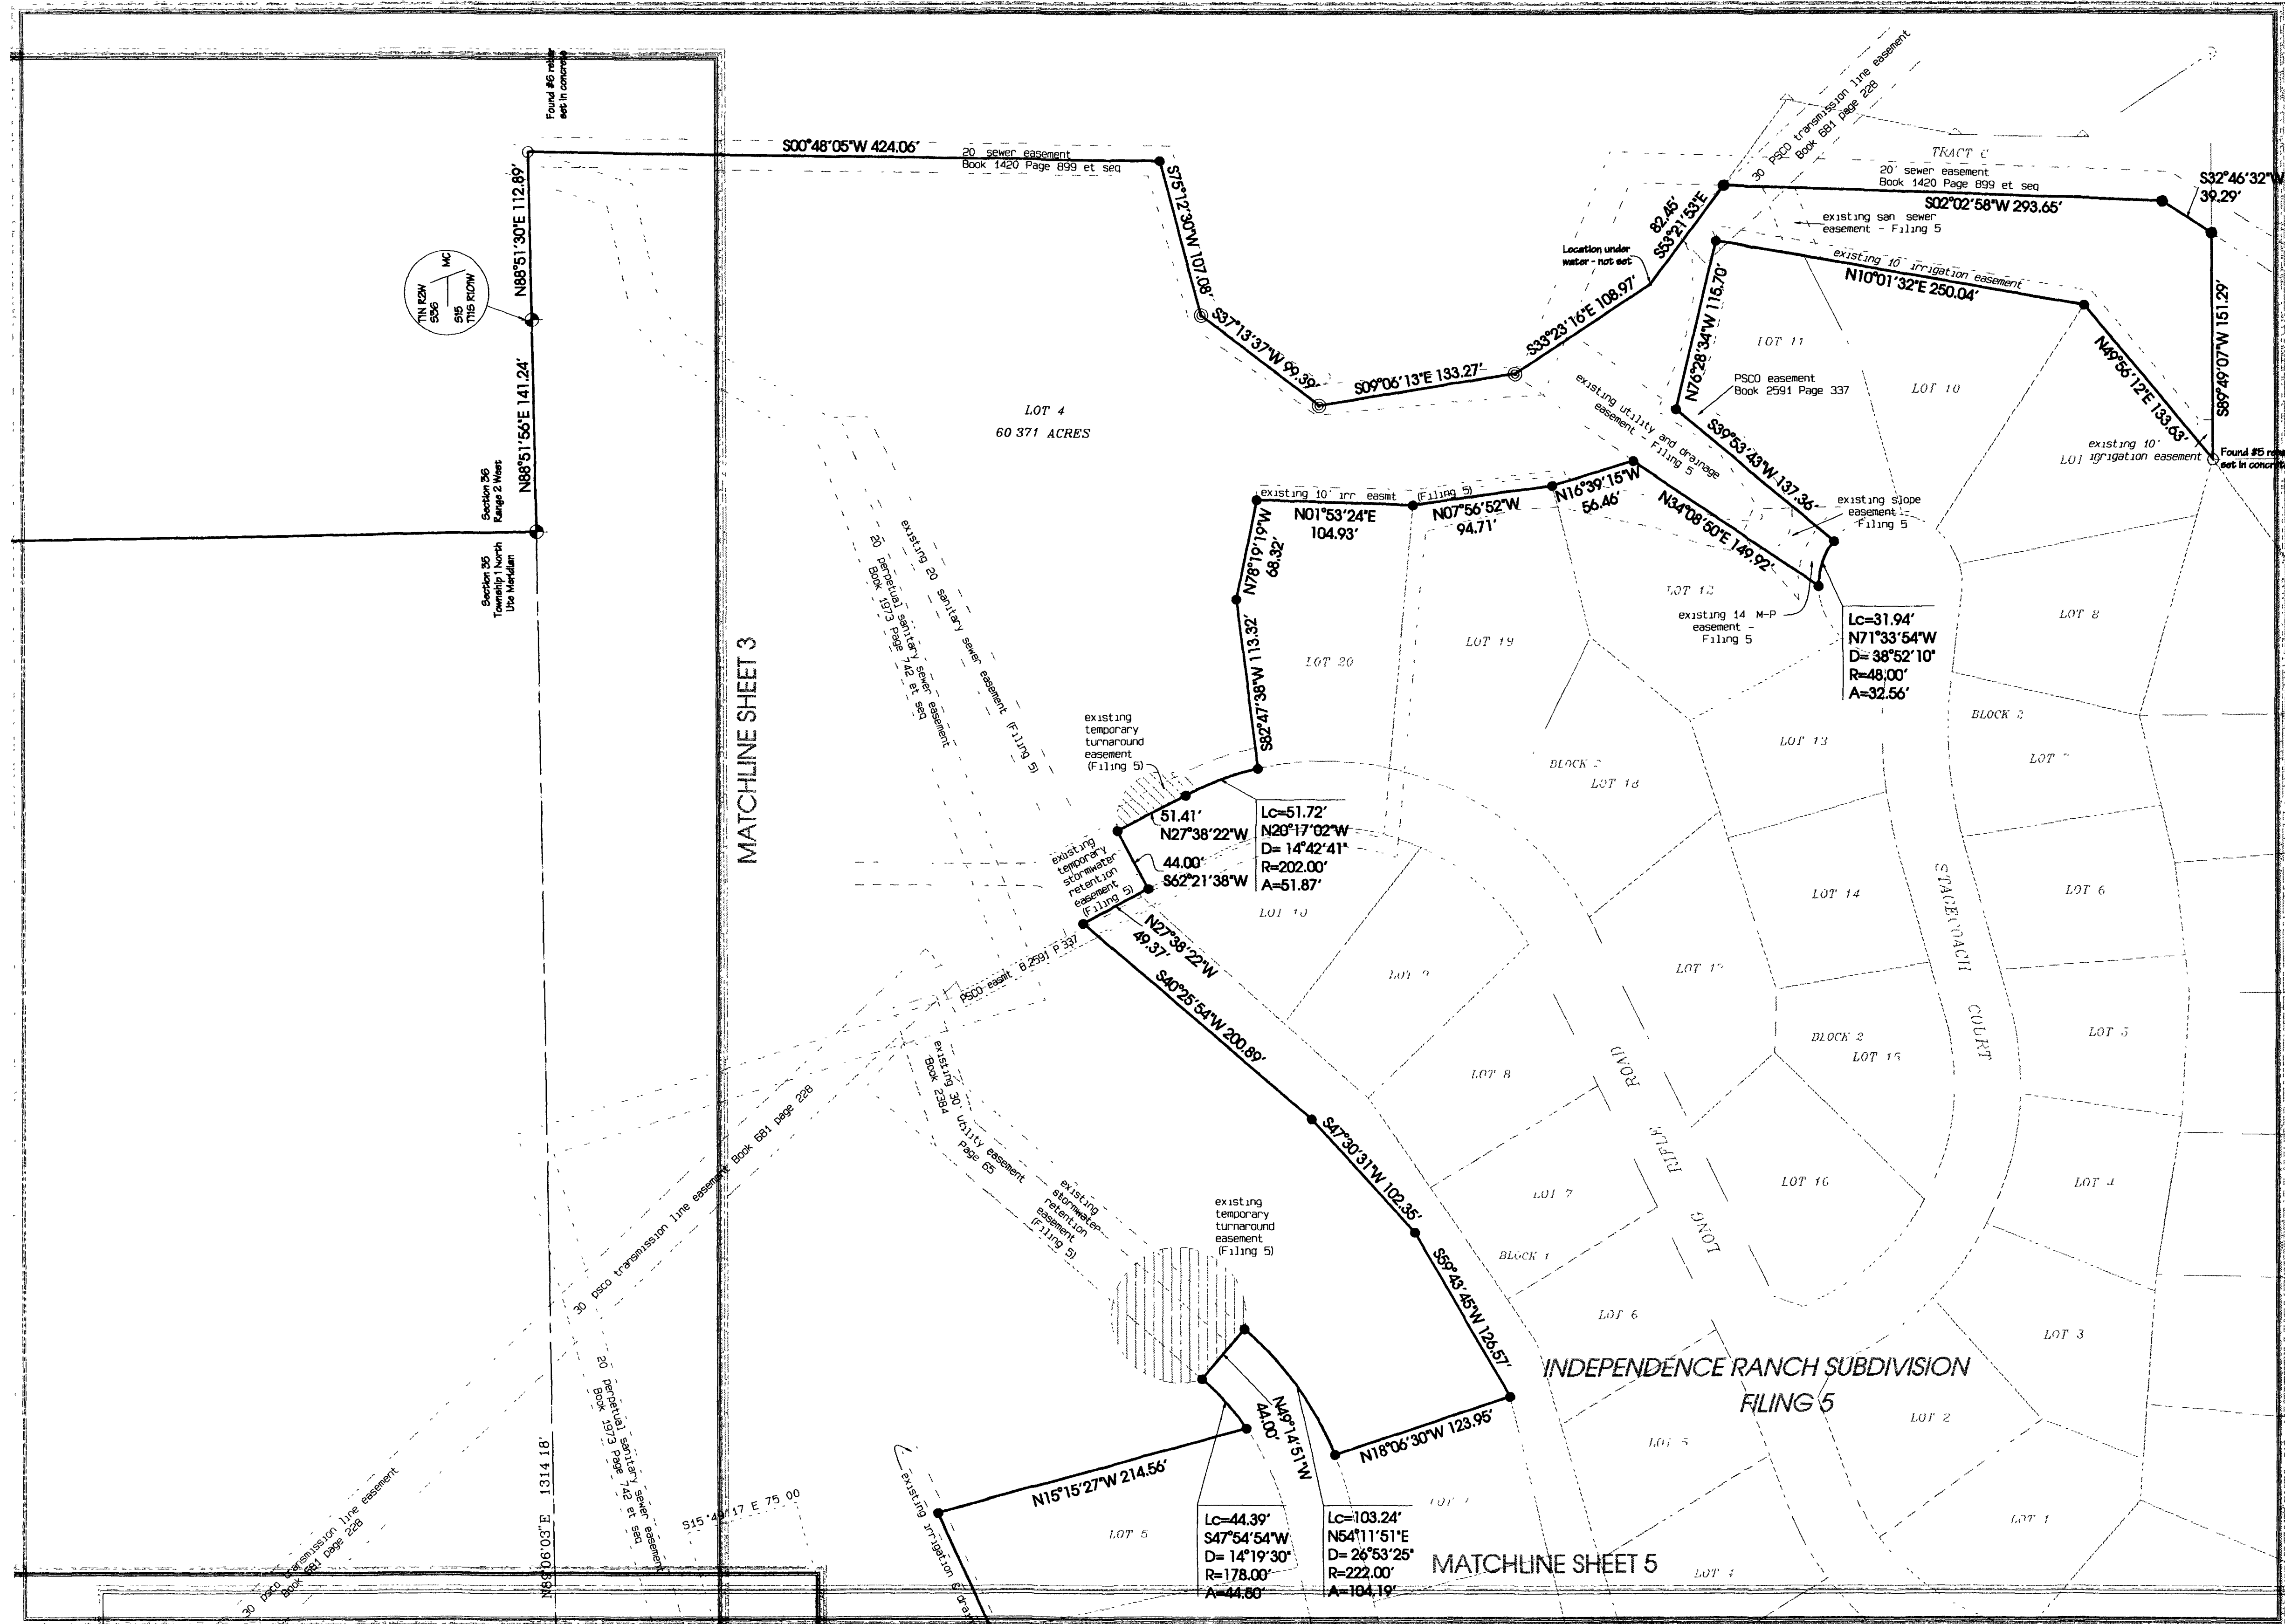 Found #6 rebar
set in concrete
S00°48'05"W 424.06'
20 sewer easement
Book 1420 Page 899 et seq
N88°51'30"E 112.89'
T1N R2W
S36
MC
S15
T11S R101W
N88°51'56"E 141.24'
Section 36
Range 2 West
Section 35
Township 1 North
Ute Meridian
MATCHLINE SHEET 3
S75°12'30"W 107.08'
S37°13'37"W 99.39'
S09°06'13"E 133.27'
S33°23'16"E 108.97'
Location under
water - not set
82.45'
S53°21'53"E
30 PSCO transmission line easement
Book 681 page 228
TRACT C
20' sewer easement
Book 1420 Page 899 et seq
S02°02'58"W 293.65'
S32°46'32"W
39.29'
existing san sewer
easement - Filing 5
existing 10' irrigation easement
N10°01'32"E 250.04'
N76°28'34"W 115.70'
S89°49'07"W 151.29'
N49°56'12"E 133.63'
LOT 11
LOT 10
PSCO easement
Book 2591 Page 337
existing 10'
irrigation easement
LOT
Found #5
set in
LOT 4
60 371 ACRES
existing utility and drainage
easement - Filing 5
S39°53'43"W 137.36'
existing slope
easement -
Filing 5
existing 10' irr easmt (Filing 5)
N01°53'24"E
104.93'
N07°56'52"W
94.71'
N16°39'15"W
56.46'
N34°08'50"E 149.92'
N78°19'19"W
68.32'
S82°47'38"W 113.32'
LOT 12
existing 14 M-P
easement -
Filing 5
Lc=31.94'
N71°33'54"W
D= 38°52'10"
R=48.00'
A=32.56'
LOT 8
LOT 19
LOT 20
existing 20 sanitary sewer easement (Filing 5)
20 perpetual sanitary sewer easement
Book 1973 Page 742 et seq
existing
temporary
turnaround
easement
(Filing 5)
BLOCK 2
LOT 18
LOT 13
BLOCK 2
LOT
51.41'
N27°38'22"W
44.00'
S62°21'38"W
Lc=51.72'
N20°17'02"W
D= 14°42'41"
R=202.00'
A=51.87'
existing
temporary
stormwater
retention
easement
(Filing 5)
LOT 10
LOT 14
LOT 6
STAGECOACH COURT
N27°38'22"W
49.37'
PSCO easmt B.2591 P 337
S40°25'54"W 200.89'
LOT 9
LOT 17
BLOCK 2
LOT 15
LOT 5
LOT 8
LONG RIFLE ROAD
existing 30' utility easement
Book 2384
Page 65
30 psco transmission line easement Book 681 page 228
S47°30'31"W 102.35'
existing
stormwater
retention
easement
(Filing 5)
existing
temporary
turnaround
easement
(Filing 5)
LOT 7
LOT 16
LOT 4
BLOCK 1
S59°43'45"W 126.57'
LOT 6
LOT 3
INDEPENDENCE RANCH SUBDIVISION
FILING 5
LOT 2
LOT 5
N49°14'51"W
44.00'
N18°06'30"W 123.95'
N15°15'27"W 214.56'
20 perpetual sanitary sewer easement
Book 1973 Page 742 et seq
N89°06'03"E 1314 18'
30 psco transmission line easement
Book 681 page 228
S15°49'17 E 75 00
existing irrigation & drai
LOT 5
Lc=44.39'
S47°54'54"W
D= 14°19'30"
R=178.00'
A=44.50'
Lc=103.24'
N54°11'51"E
D= 26°53'25"
R=222.00'
A=104.19'
LOT
MATCHLINE SHEET 5
LOT 4
LOT 1